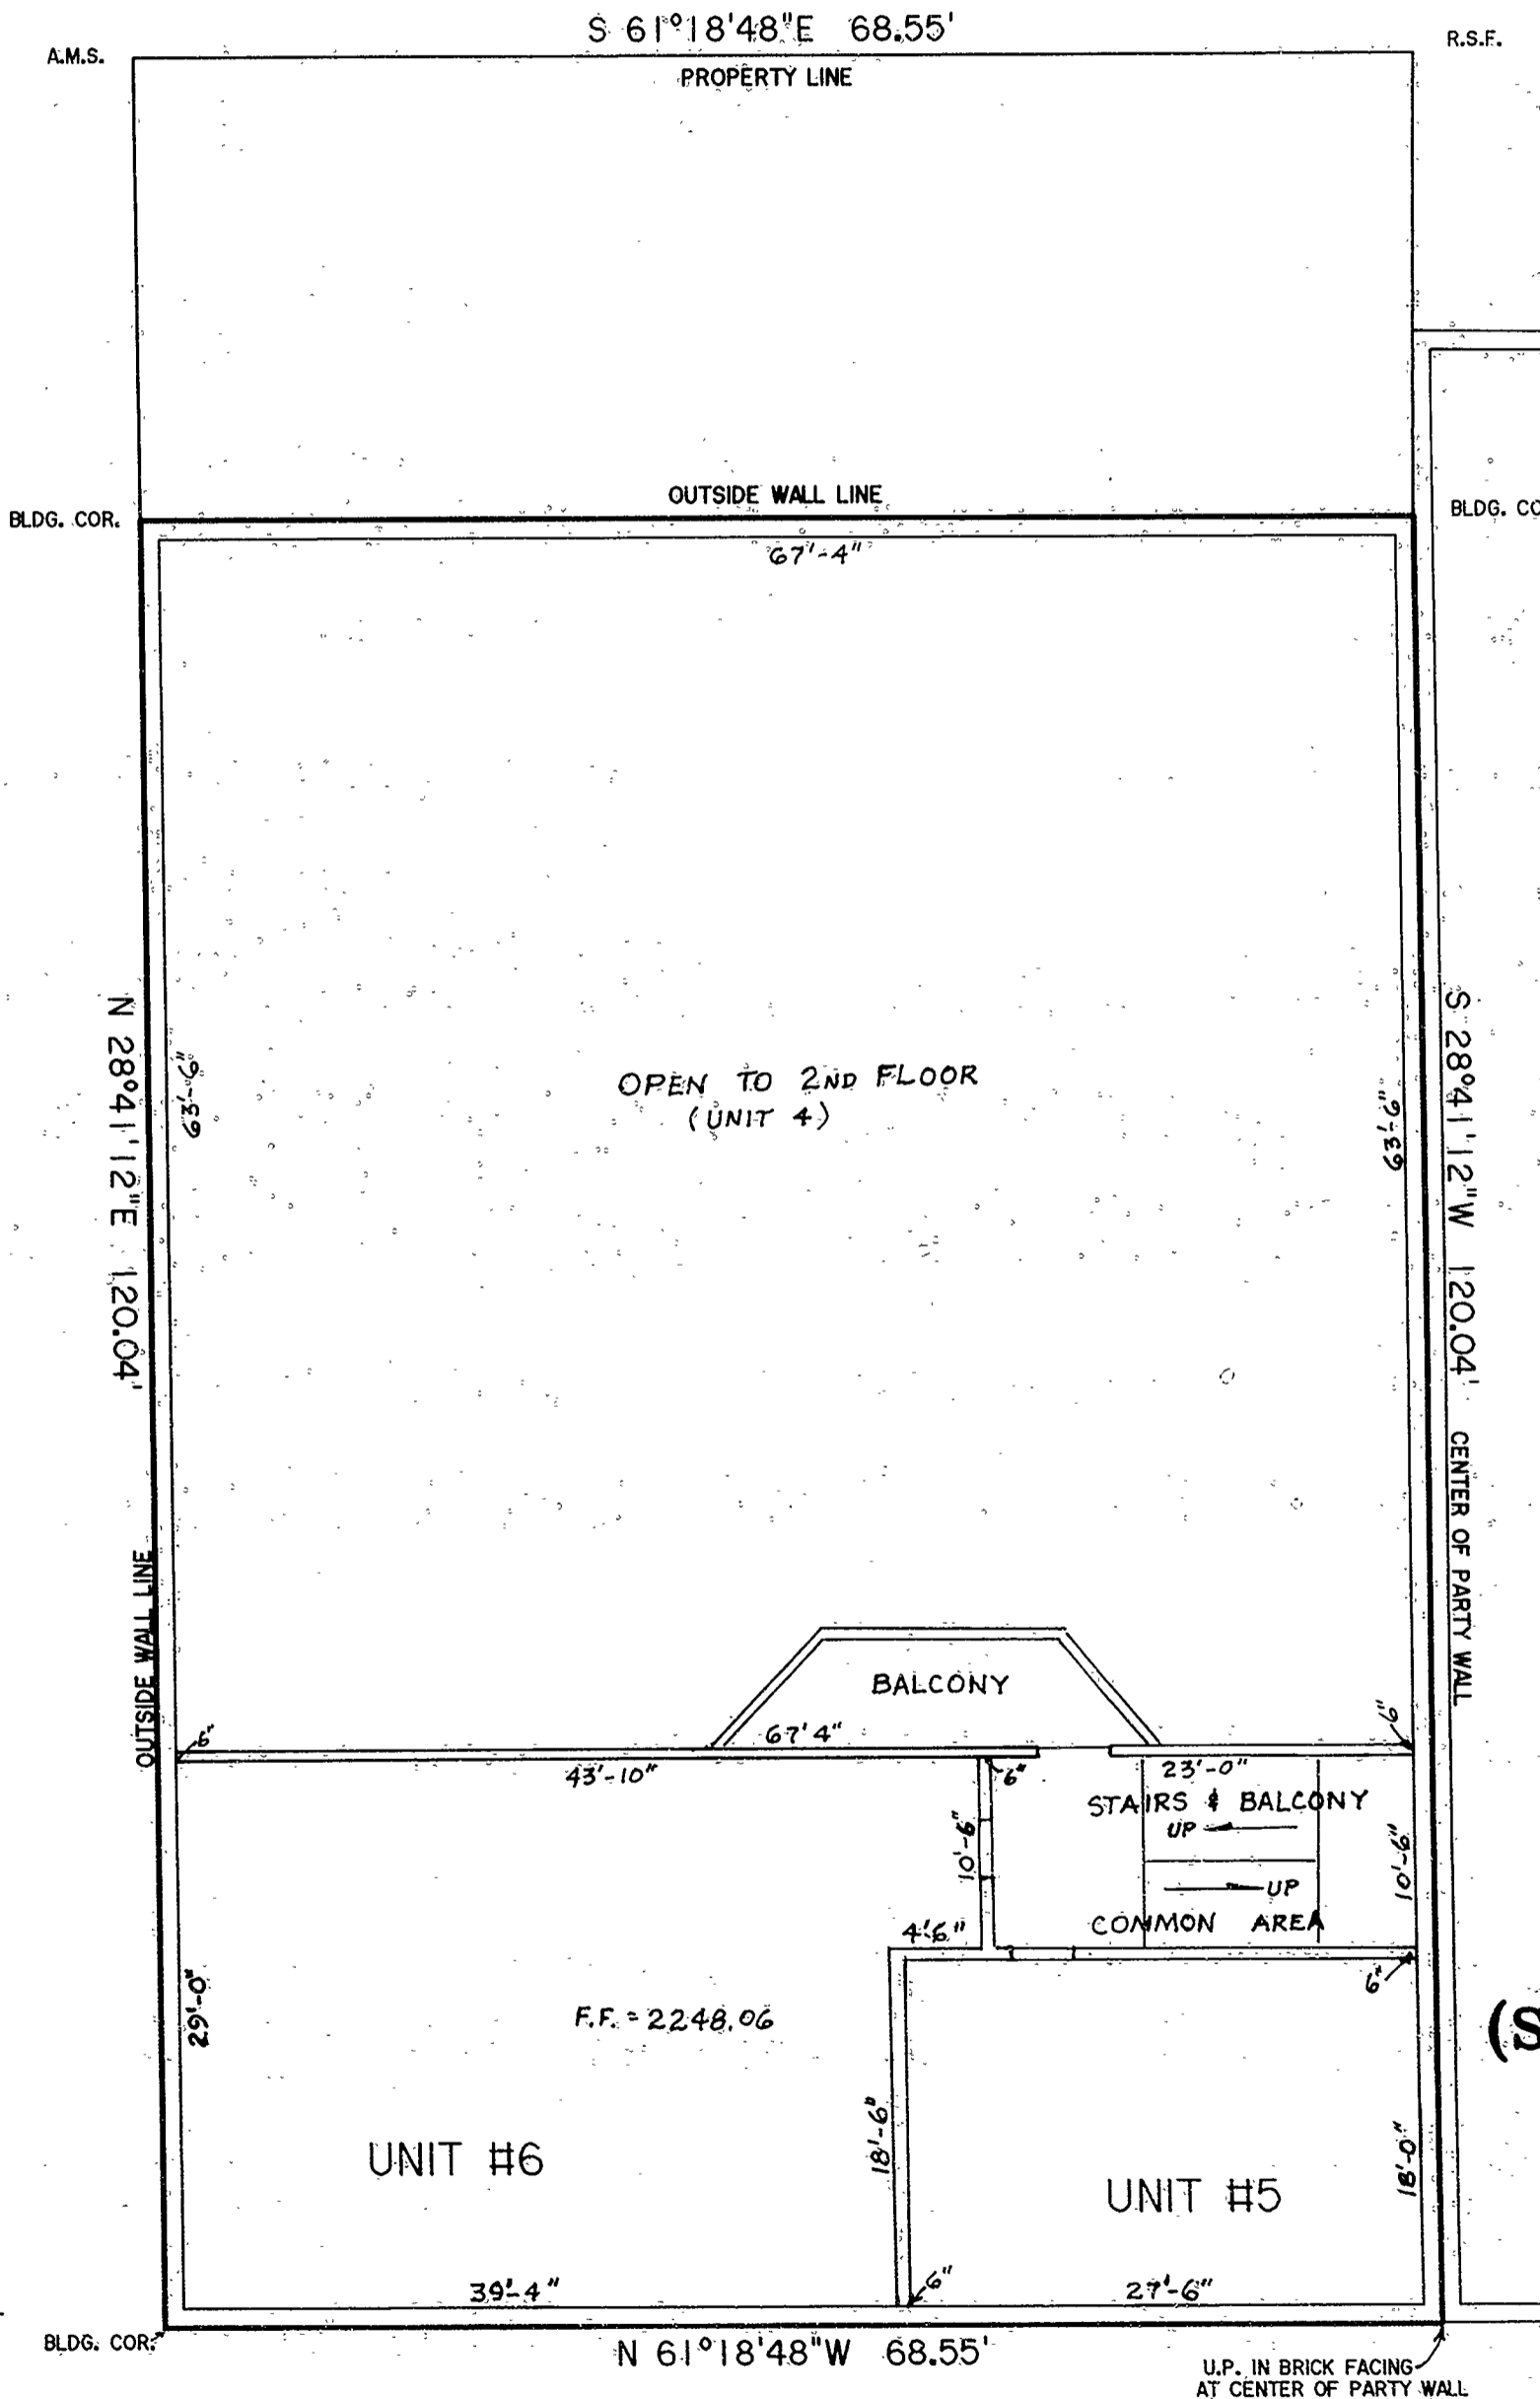 S 61°18'48"E 68.55'
A.M.S.
R.S.F.
PROPERTY LINE
OUTSIDE WALL LINE
BLDG. COR.
BLDG. CO
67'-4"
N 28°41'12"E 120.04'
63'-6"
OPEN TO 2ND FLOOR
(UNIT 4)
63'-6"
S 28°41'12"W 120.04'
CENTER OF PARTY WALL
OUTSIDE WALL LINE
BALCONY
67'4"
6"
6"
43'-10"
6"
23'-0"
STAIRS & BALCONY
UP
10'-6"
10'-6"
UP
COMMON AREA
4'6"
6"
29'-0"
F.F. = 2248.06
(S
18'-6"
18'-0"
UNIT #6
UNIT #5
39'-4"
6"
27'-6"
BLDG. COR.
N 61°18'48"W 68.55'
U.P. IN BRICK FACING
AT CENTER OF PARTY WALL